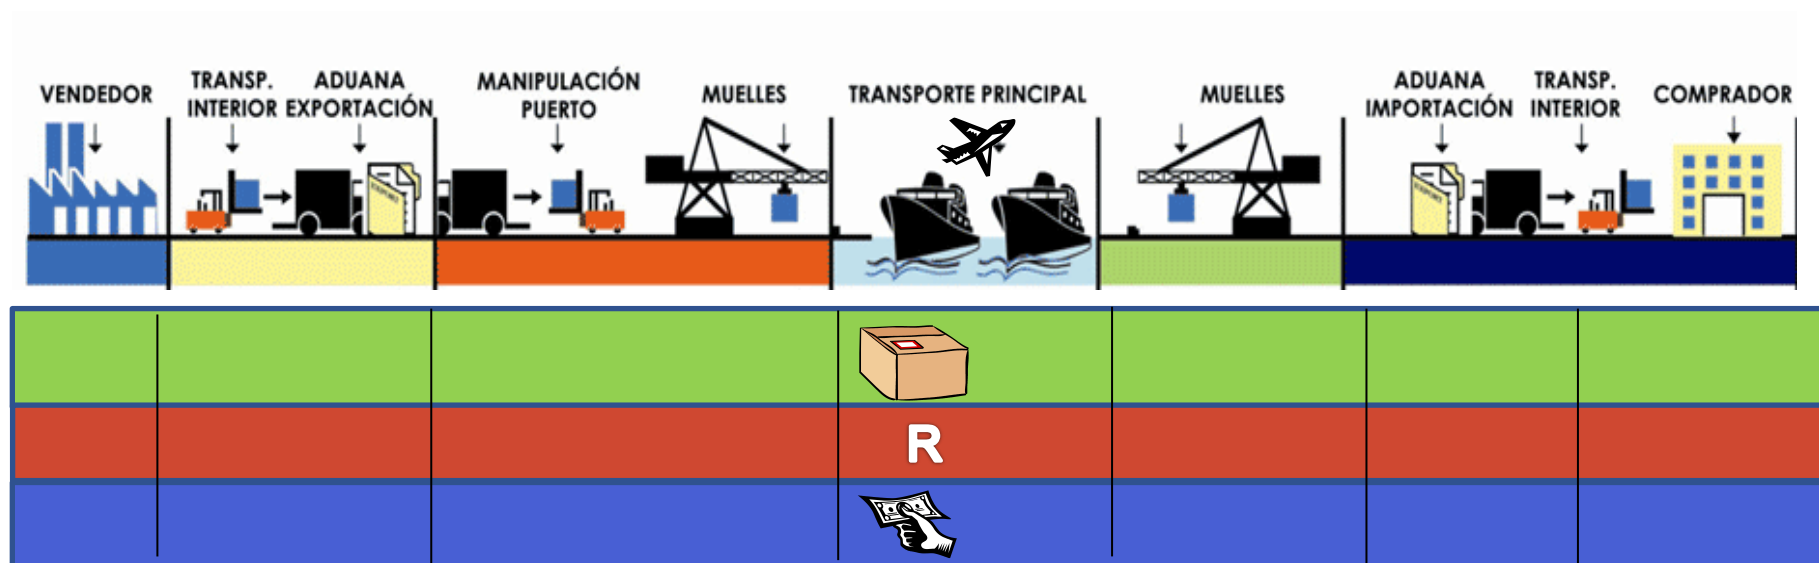 VENDEDOR
TRANSP.
INTERIOR
ADUANA
EXPORTACIÓN
MANIPULACIÓN
PUERTO
MUELLES
TRANSPORTE PRINCIPAL
MUELLES
ADUANA
IMPORTACIÓN
TRANSP.
INTERIOR
COMPRADOR
R